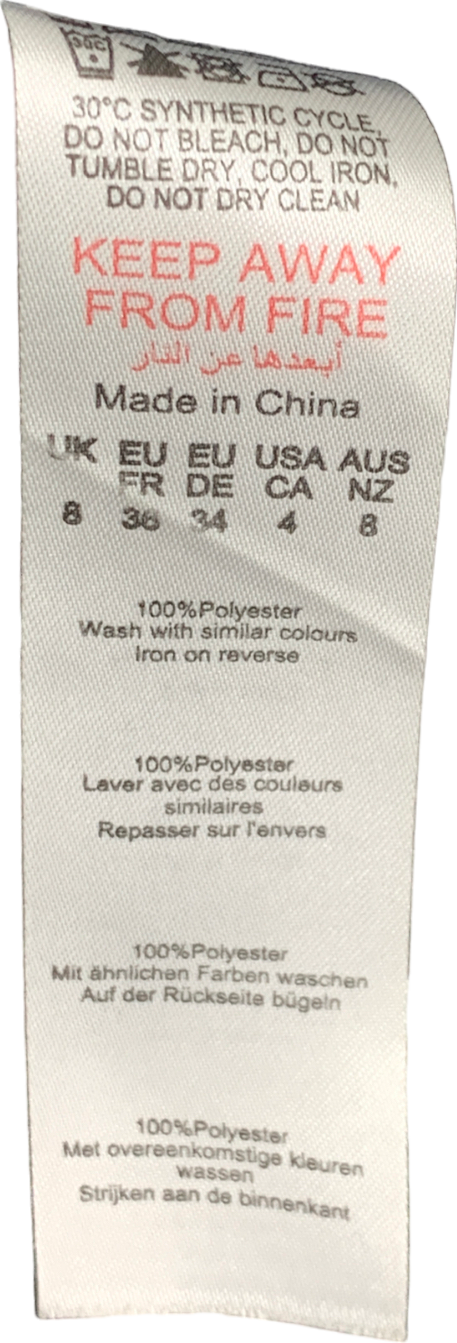 30°C
30°C SYNTHETIC CYCLE,
DO NOT BLEACH, DO NOT
TUMBLE DRY, COOL IRON,
DO NOT DRY CLEAN
KEEP AWAY
FROM FIRE
أبعدها عن النار
Made in China
UK EU EU USA AUS
FR DE CA NZ
8 36 34 4 8
100%Polyester
Wash with similar colours
Iron on reverse
100%Polyester
Laver avec des couleurs
similaires
Repasser sur l'envers
100%Polyester
Mit ähnlichen Farben waschen
Auf der Rückseite bügeln
100%Polyester
Met overeenkomstige kleuren
wassen
Strijken aan de binnenkant